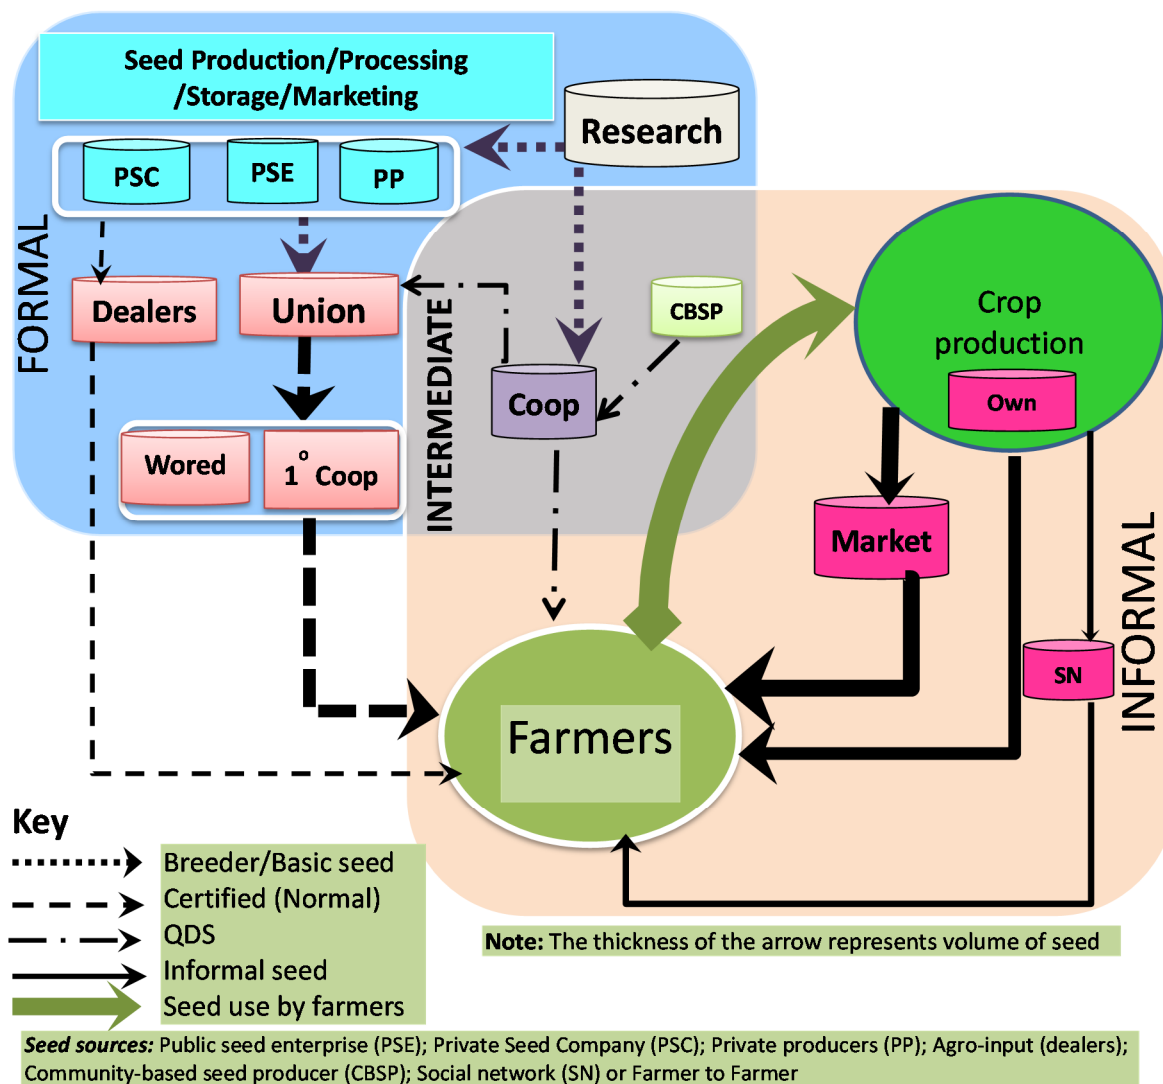 Seed Production/Processing
/Storage/Marketing
Research
PSC
PSE
PP
FORMAL
Dealers
Union
INTERMEDIATE
CBSP
Coop
Crop
production
Own
Wored
1° Coop
Market
INFORMAL
SN
Farmers
Key
Breeder/Basic seed
Certified (Normal)
QDS
Informal seed
Seed use by farmers
Note: The thickness of the arrow represents volume of seed
Seed sources: Public seed enterprise (PSE); Private Seed Company (PSC); Private producers (PP); Agro-input (dealers);
Community-based seed producer (CBSP); Social network (SN) or Farmer to Farmer